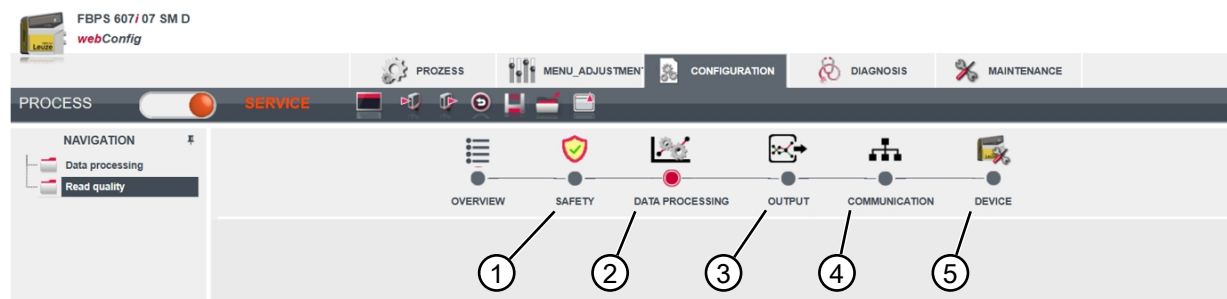 FBPS 607i 07 SM D
webConfig
Leuze
PROZESS
MENU_ADJUSTMENT
CONFIGURATION
DIAGNOSIS
MAINTENANCE
PROCESS
SERVICE
NAVIGATION
Data processing
Read quality
OVERVIEW
SAFETY
DATA PROCESSING
OUTPUT
COMMUNICATION
DEVICE
1
2
3
4
5